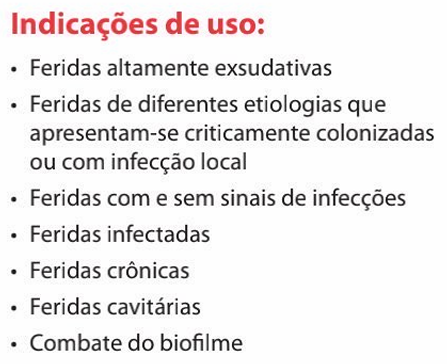 Indicações de uso:
• Feridas altamente exsudativas
• Feridas de diferentes etiologias que
apresentam-se criticamente colonizadas
ou com infecção local
• Feridas com e sem sinais de infecções
• Feridas infectadas
• Feridas crônicas
• Feridas cavitárias
• Combate do biofilme